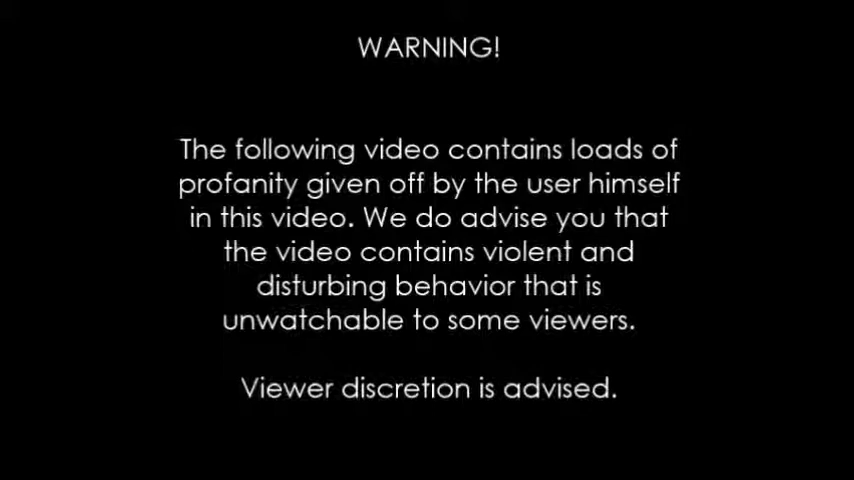 WARNING!
The following video contains loads of
profanity given off by the user himself
in this video. We do advise you that
the video contains violent and
disturbing behavior that is
unwatchable to some viewers.
Viewer discretion is advised.